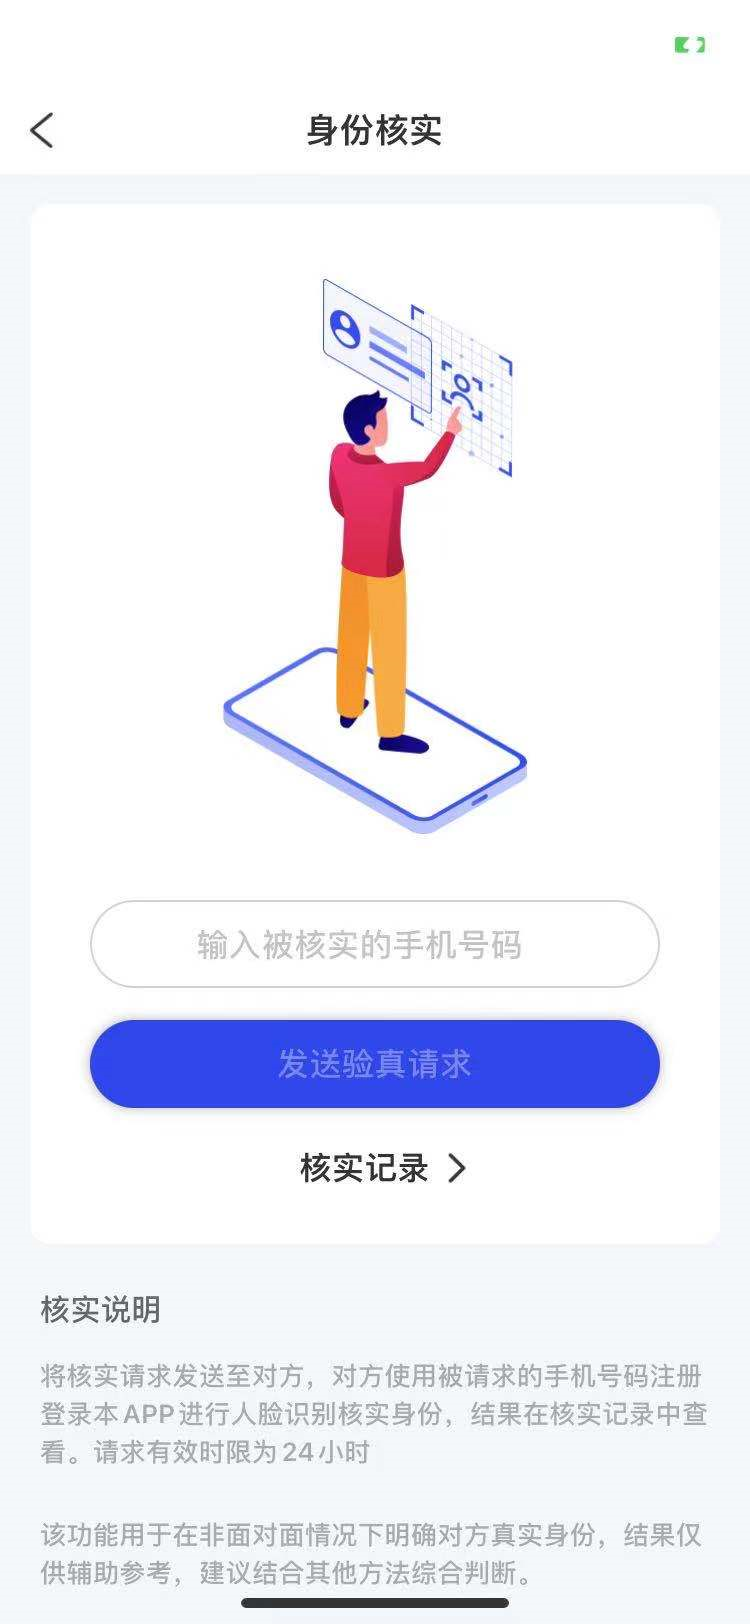 身份核实
输入被核实的手机号码
发送验真请求
核实记录
核实说明
将核实请求发送至对方，对方使用被请求的手机号码注册
登录本APP进行人脸识别核实身份，结果在核实记录中查
看。请求有效时限为24小时
该功能用于在非面对面情况下明确对方真实身份，结果仅
供辅助参考，建议结合其他方法综合判断。